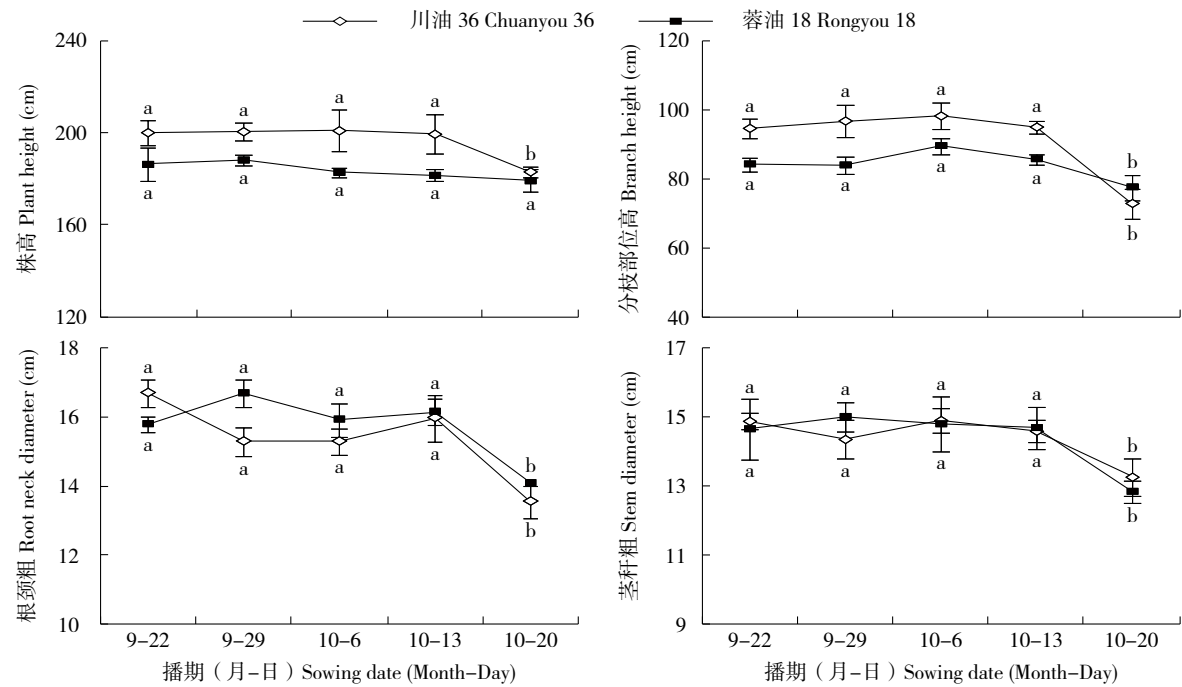 川油 36 Chuanyou 36
蓉油 18 Rongyou 18
株高 Plant height (cm)
240
200
160
120
a a a a b
a a a a a
分枝部位高 Branch height (cm)
120
100
80
60
40
a a a a b
a a a a b
根颈粗 Root neck diameter (cm)
18
16
14
12
10
a a a a b
a a a a b
9-22 9-29 10-6 10-13 10-20
播期（月-日）Sowing date (Month-Day)
茎秆粗 Stem diameter (cm)
17
15
13
11
9
a a a a b
a a a a b
9-22 9-29 10-6 10-13 10-20
播期（月-日）Sowing date (Month-Day)